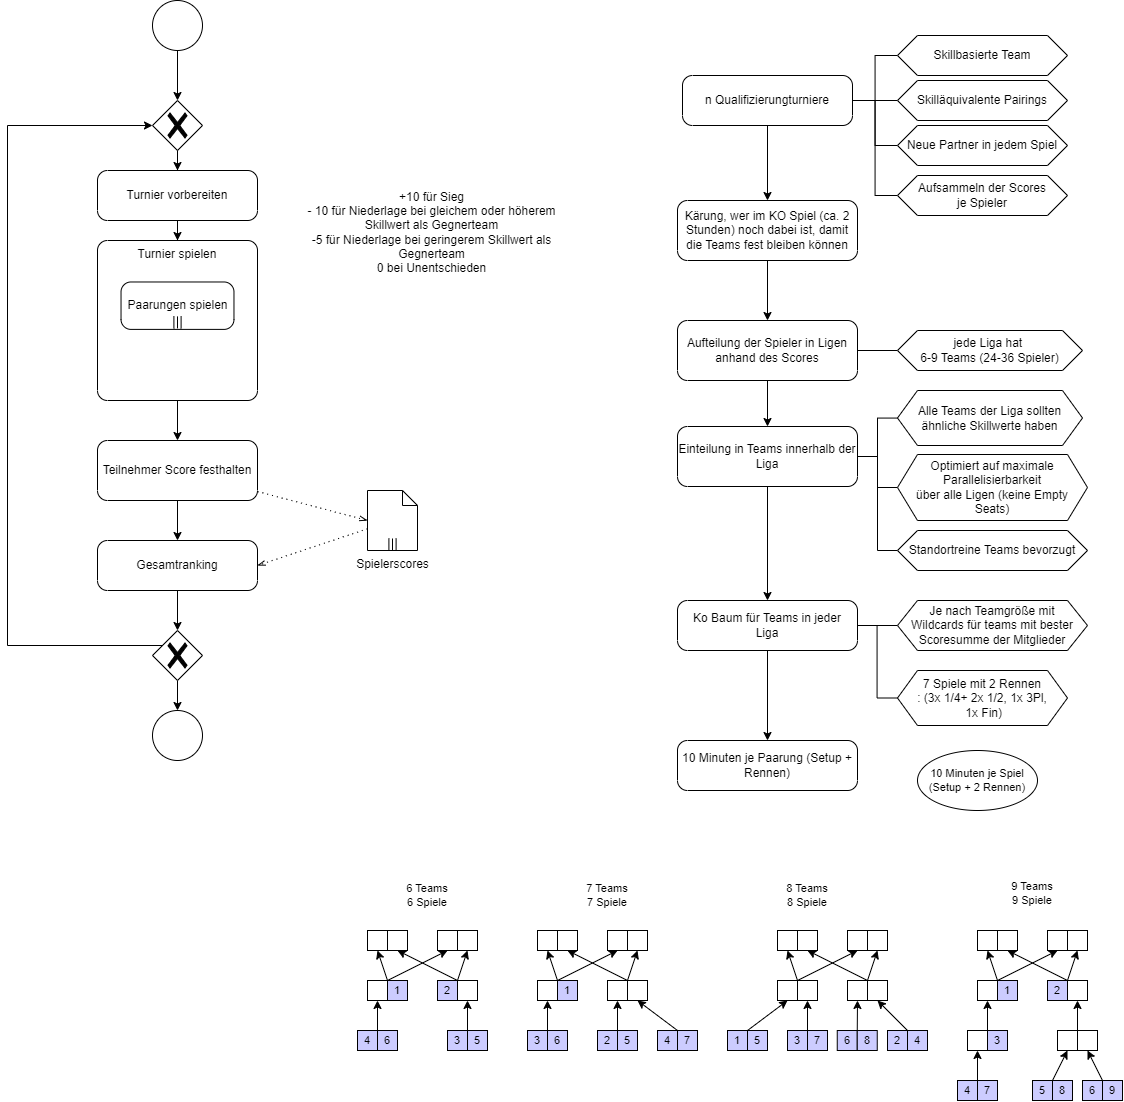 Turnier vorbereiten
Turnier spielen
Paarungen spielen
Teilnehmer Score festhalten
Gesamtranking
Spielerscores
+10 für Sieg
- 10 für Niederlage bei gleichem oder höherem
Skillwert als Gegnerteam
-5 für Niederlage bei geringerem Skillwert als
Gegnerteam
0 bei Unentschieden
n Qualifizierungturniere
Skillbasierte Team
Skilläquivalente Pairings
Neue Partner in jedem Spiel
Aufsammeln der Scores
je Spieler
Kärung, wer im KO Spiel (ca. 2
Stunden) noch dabei ist, damit
die Teams fest bleiben können
Aufteilung der Spieler in Ligen
anhand des Scores
jede Liga hat
6-9 Teams (24-36 Spieler)
Einteilung in Teams innerhalb der
Liga
Alle Teams der Liga sollten
ähnliche Skillwerte haben
Optimiert auf maximale
Parallelisierbarkeit
über alle Ligen (keine Empty
Seats)
Standortreine Teams bevorzugt
Ko Baum für Teams in jeder
Liga
Je nach Teamgröße mit
Wildcards für teams mit bester
Scoresumme der Mitglieder
7 Spiele mit 2 Rennen
: (3x 1/4+ 2x 1/2, 1x 3Pl,
1x Fin)
10 Minuten je Paarung (Setup +
Rennen)
10 Minuten je Spiel
(Setup + 2 Rennen)
6 Teams
6 Spiele
1 2
4 6 3 5
7 Teams
7 Spiele
1
3 6 2 5 4 7
8 Teams
8 Spiele
1 5 3 7 6 8 2 4
9 Teams
9 Spiele
1 2
3
4 7 5 8 6 9